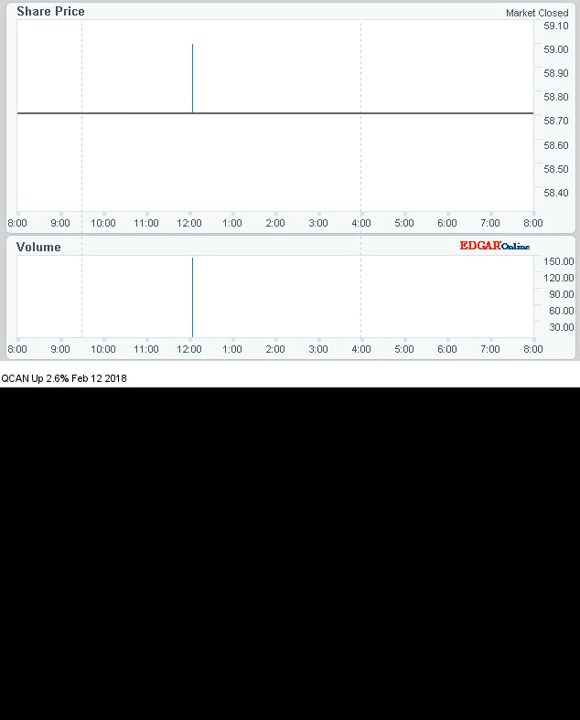 Share Price
Market Closed
59.10
59.00
58.90
58.80
58.70
58.60
58.50
58.40
8:00 9:00 10:00 11:00 12:00 1:00 2:00 3:00 4:00 5:00 6:00 7:00 8:00
Volume
EDGAR Online
150.00
120.00
90.00
60.00
30.00
8:00 9:00 10:00 11:00 12:00 1:00 2:00 3:00 4:00 5:00 6:00 7:00 8:00
QCAN Up 2.6% Feb 12 2018